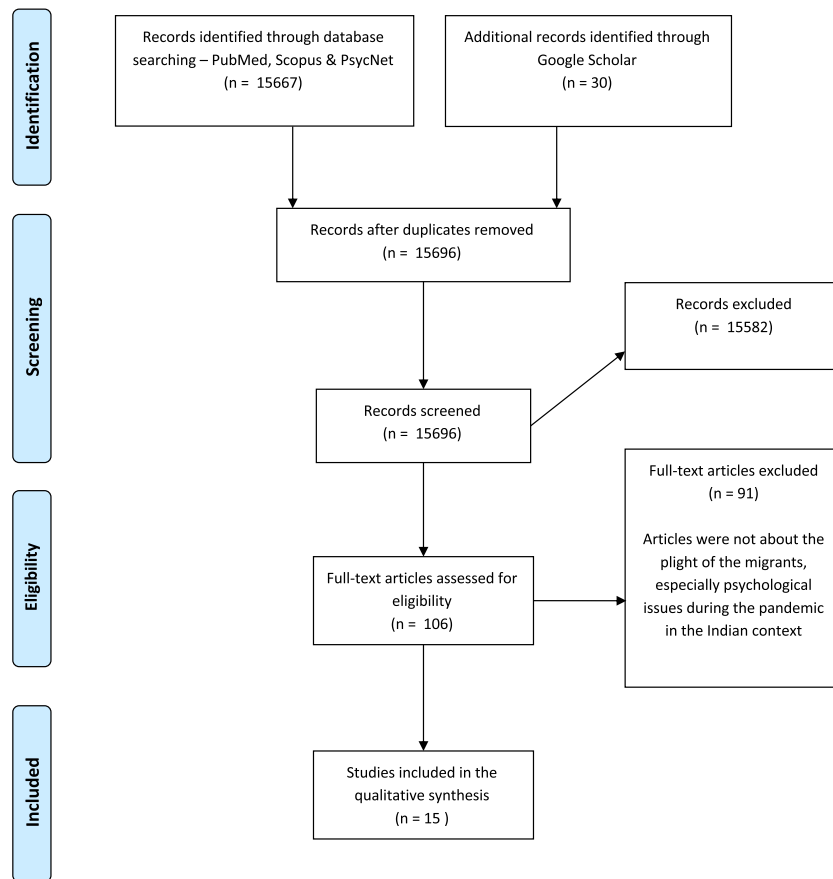 Identification
Records identified through database
searching – PubMed, Scopus & PsycNet
(n =  15667)
Additional records identified through
Google Scholar
(n = 30)
Screening
Records after duplicates removed
(n =  15696)
Records excluded
(n =  15582)
Records screened
(n =  15696)
Eligibility
Full-text articles excluded
(n = 91)
Articles were not about the
plight of the migrants,
especially psychological
issues during the pandemic
in the Indian context
Full-text articles assessed for
eligibility
(n =  106)
Included
Studies included in the
qualitative synthesis
(n = 15 )